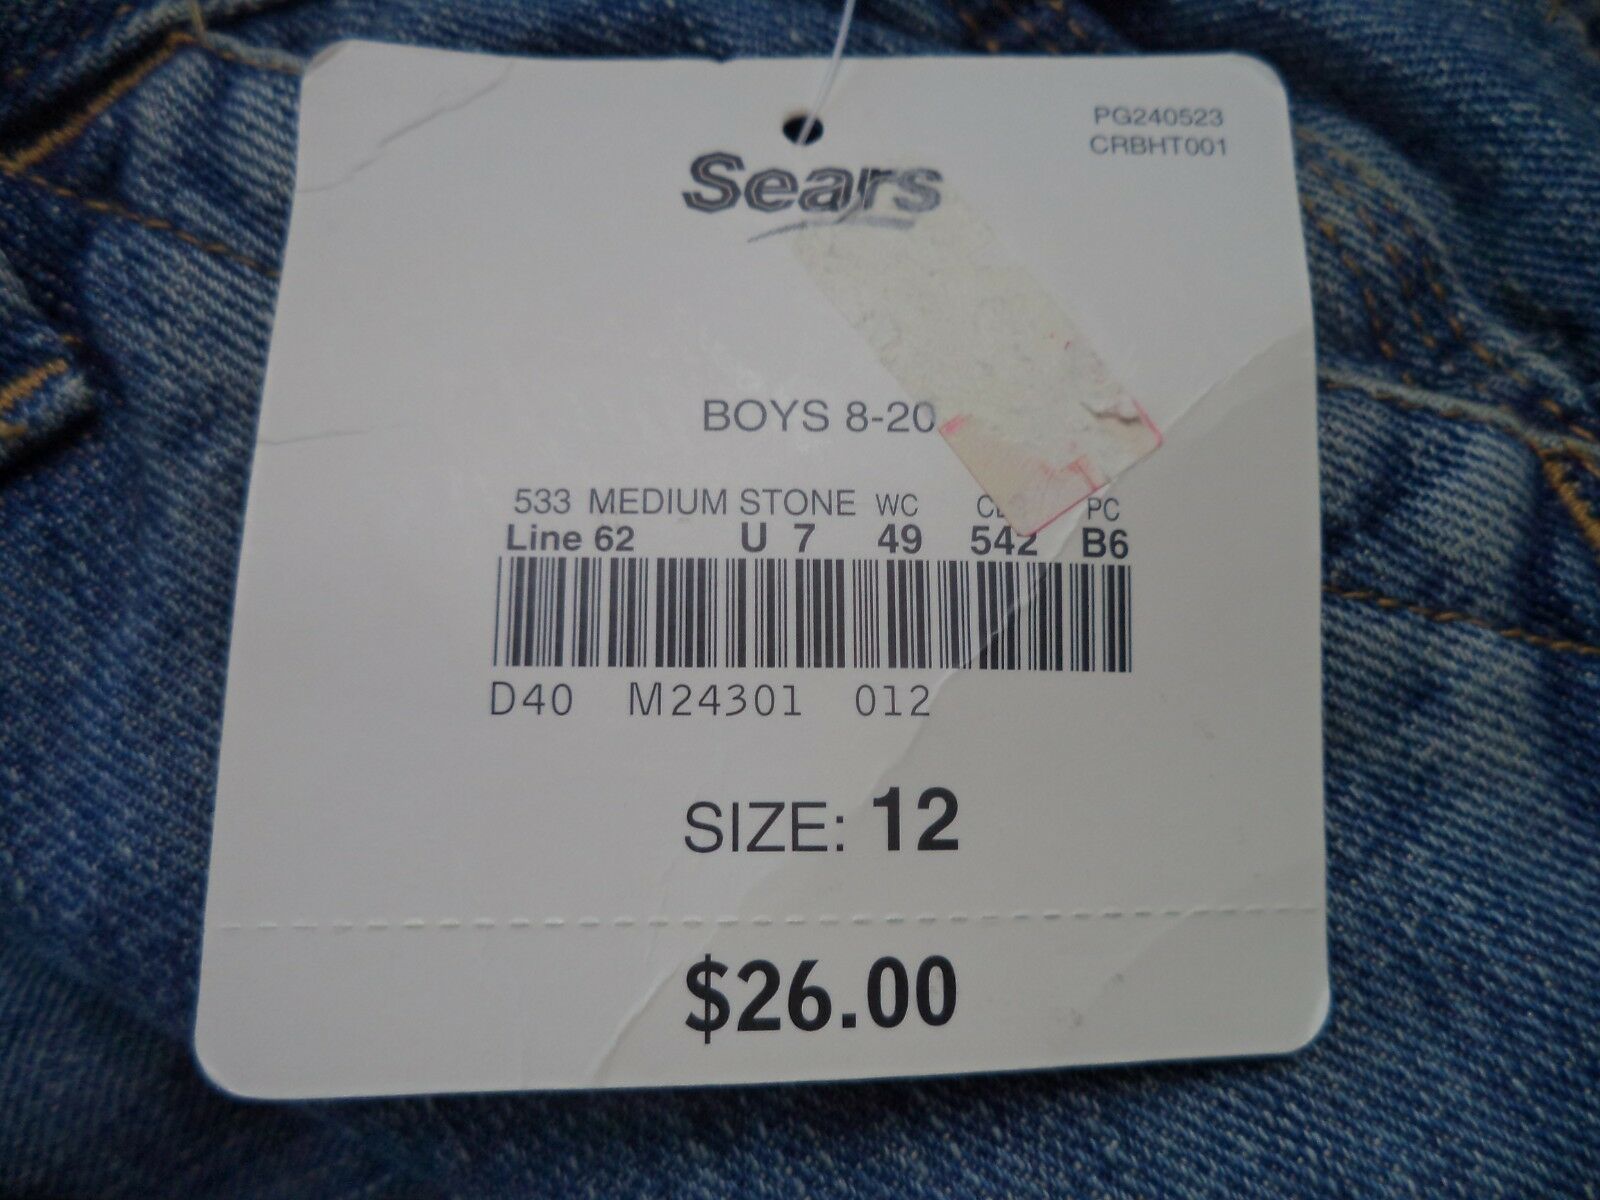 PG240523
CRBHT001
Sears
BOYS 8-20
533 MEDIUM STONE WC PC
Line 62 U 7 49 542 B6
D40 M24301 012
SIZE: 12
$26.00